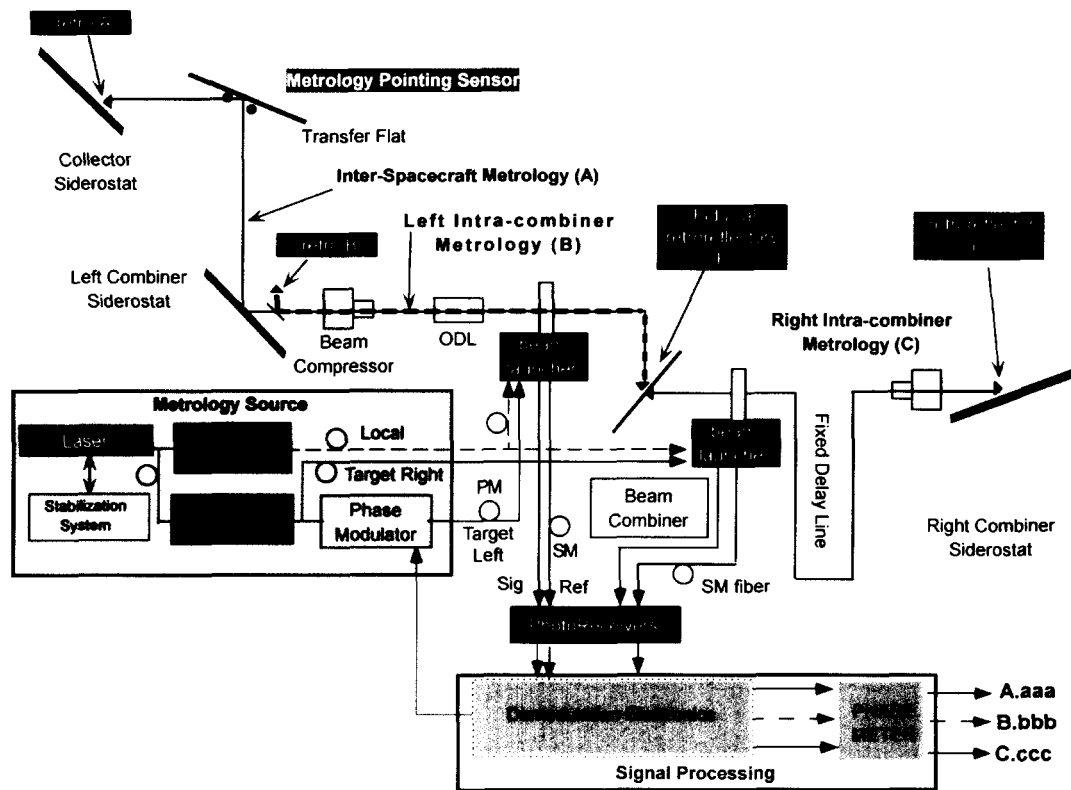 Metrology Pointing Sensor
Transfer Flat
Collector
Siderostat
Inter-Spacecraft Metrology (A)
Left Intra-combiner
Metrology (B)
Left Combiner
Siderostat
Beam
Compressor
ODL
Right Intra-combiner
Metrology (C)
Metrology Source
Laser
Local
Target Right
Stabilization
System
Phase
Modulator
PM
Target
Left
SM
Beam
Combiner
Fixed Delay Line
Right Combiner
Siderostat
Sig
Ref
SM fiber
PhotoReceivers
A.aaa
B.bbb
C.ccc
Signal Processing